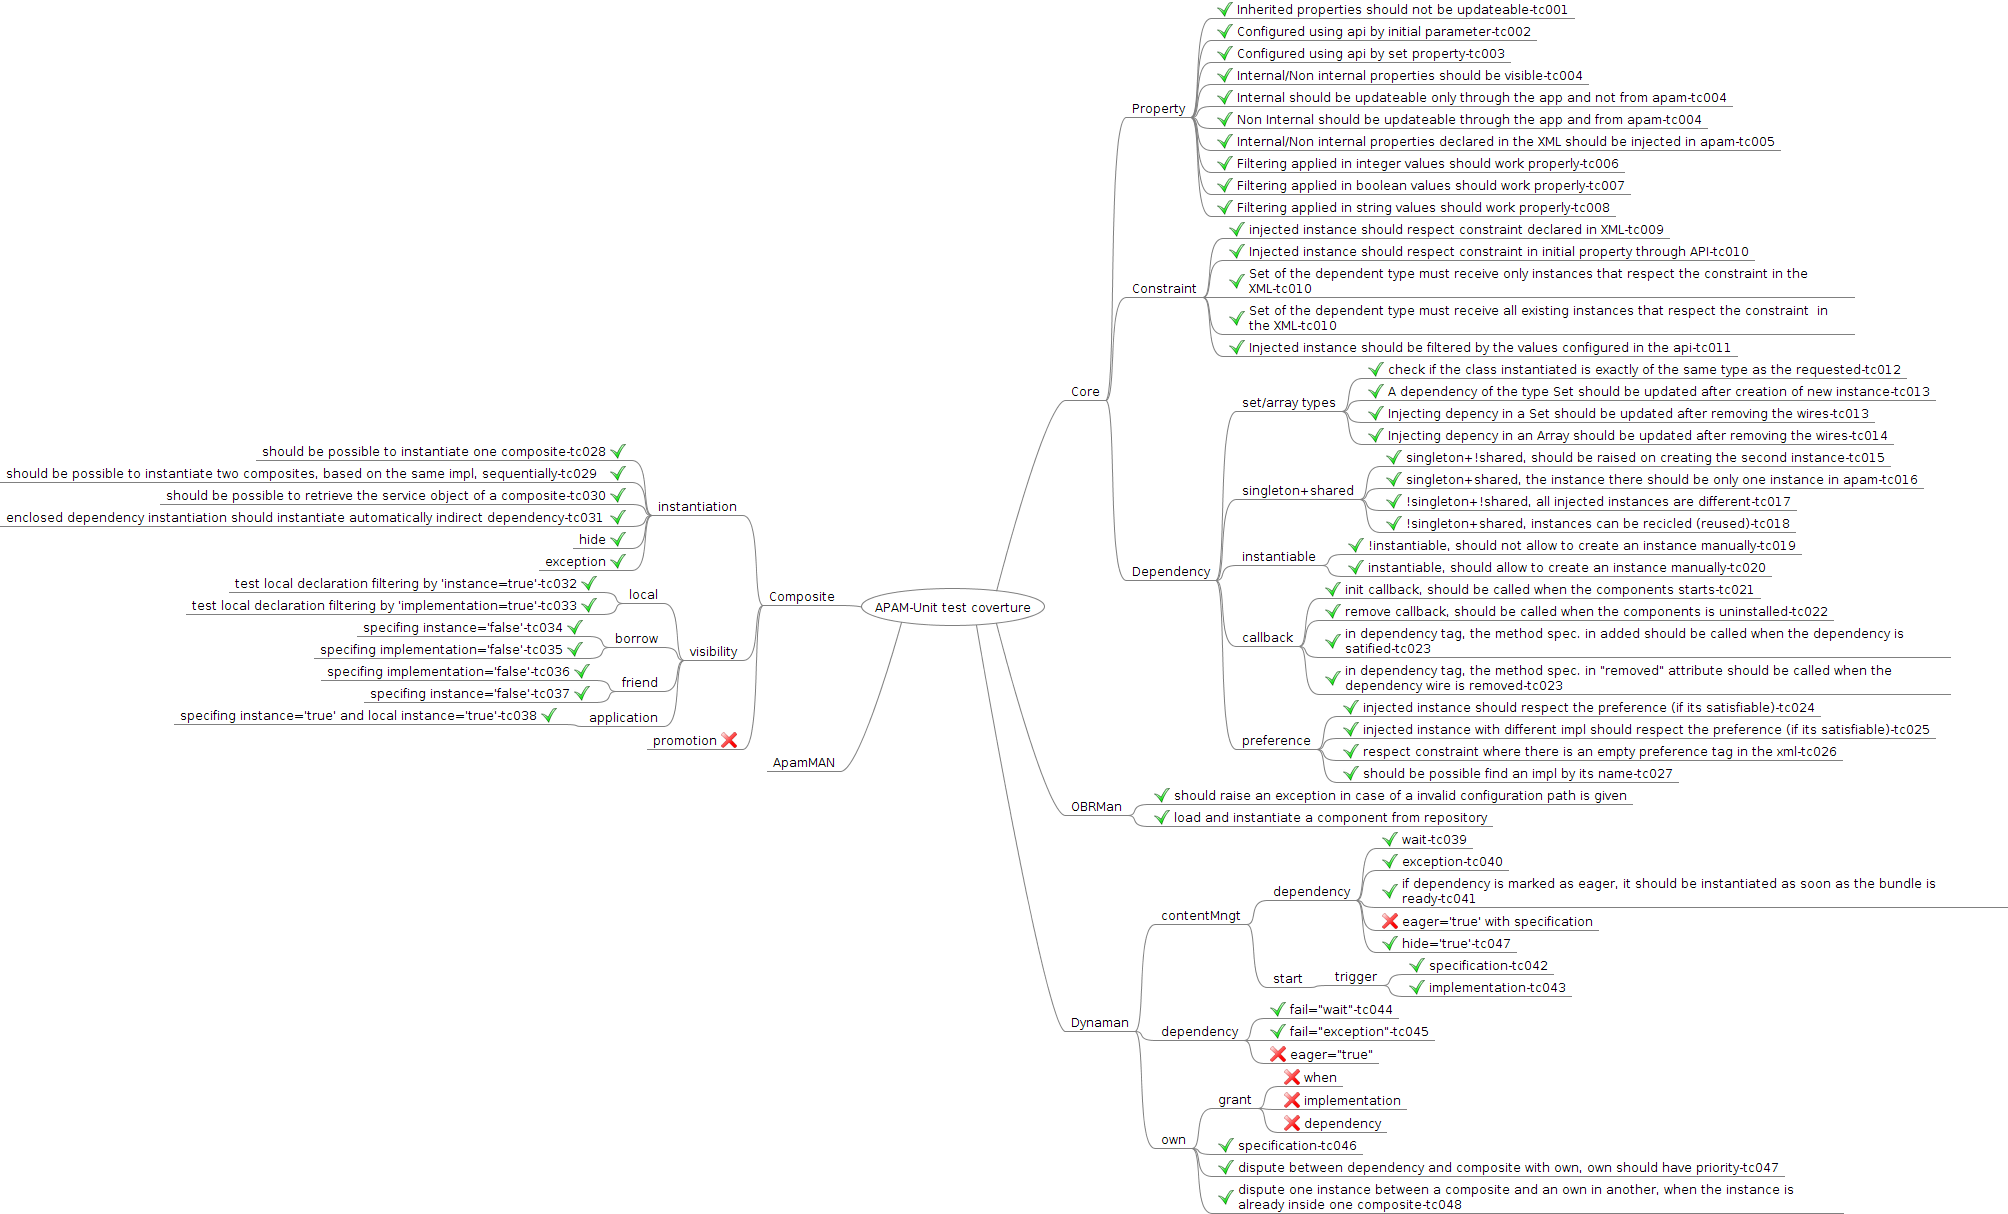 APAM-Unit test coverture
Core
Property
Inherited properties should not be updateable-tc001
Configured using api by initial parameter-tc002
Configured using api by set property-tc003
Internal/Non internal properties should be visible-tc004
Internal should be updateable only through the app and not from apam-tc004
Non Internal should be updateable through the app and from apam-tc004
Internal/Non internal properties declared in the XML should be injected in apam-tc005
Filtering applied in integer values should work properly-tc006
Filtering applied in boolean values should work properly-tc007
Filtering applied in string values should work properly-tc008
Constraint
injected instance should respect constraint declared in XML-tc009
Injected instance should respect constraint in initial property through API-tc010
Set of the dependent type must receive only instances that respect the constraint in the
XML-tc010
Set of the dependent type must receive all existing instances that respect the constraint  in
the XML-tc010
Injected instance should be filtered by the values configured in the api-tc011
Dependency
set/array types
check if the class instantiated is exactly of the same type as the requested-tc012
A dependency of the type Set should be updated after creation of new instance-tc013
Injecting depency in a Set should be updated after removing the wires-tc013
Injecting depency in an Array should be updated after removing the wires-tc014
singleton+shared
singleton+!shared, should be raised on creating the second instance-tc015
singleton+shared, the instance there should be only one instance in apam-tc016
!singleton+!shared, all injected instances are different-tc017
!singleton+shared, instances can be recicled (reused)-tc018
instantiable
!instantiable, should not allow to create an instance manually-tc019
instantiable, should allow to create an instance manually-tc020
callback
init callback, should be called when the components starts-tc021
remove callback, should be called when the components is uninstalled-tc022
in dependency tag, the method spec. in added should be called when the dependency is
satified-tc023
in dependency tag, the method spec. in "removed" attribute should be called when the
dependency wire is removed-tc023
preference
injected instance should respect the preference (if its satisfiable)-tc024
injected instance with different impl should respect the preference (if its satisfiable)-tc025
respect constraint where there is an empty preference tag in the xml-tc026
should be possible find an impl by its name-tc027
OBRMan
should raise an exception in case of a invalid configuration path is given
load and instantiate a component from repository
Dynaman
contentMngt
dependency
wait-tc039
exception-tc040
if dependency is marked as eager, it should be instantiated as soon as the bundle is
ready-tc041
eager='true' with specification
hide='true'-tc047
start
trigger
specification-tc042
implementation-tc043
dependency
fail="wait"-tc044
fail="exception"-tc045
eager="true"
own
grant
when
implementation
dependency
specification-tc046
dispute between dependency and composite with own, own should have priority-tc047
dispute one instance between a composite and an own in another, when the instance is
already inside one composite-tc048
Composite
instantiation
should be possible to instantiate one composite-tc028
should be possible to instantiate two composites, based on the same impl, sequentially-tc029
should be possible to retrieve the service object of a composite-tc030
enclosed dependency instantiation should instantiate automatically indirect dependency-tc031
hide
exception
visibility
local
test local declaration filtering by 'instance=true'-tc032
test local declaration filtering by 'implementation=true'-tc033
borrow
specifing instance='false'-tc034
specifing implementation='false'-tc035
friend
specifing implementation='false'-tc036
specifing instance='false'-tc037
application
specifing instance='true' and local instance='true'-tc038
promotion
ApamMAN